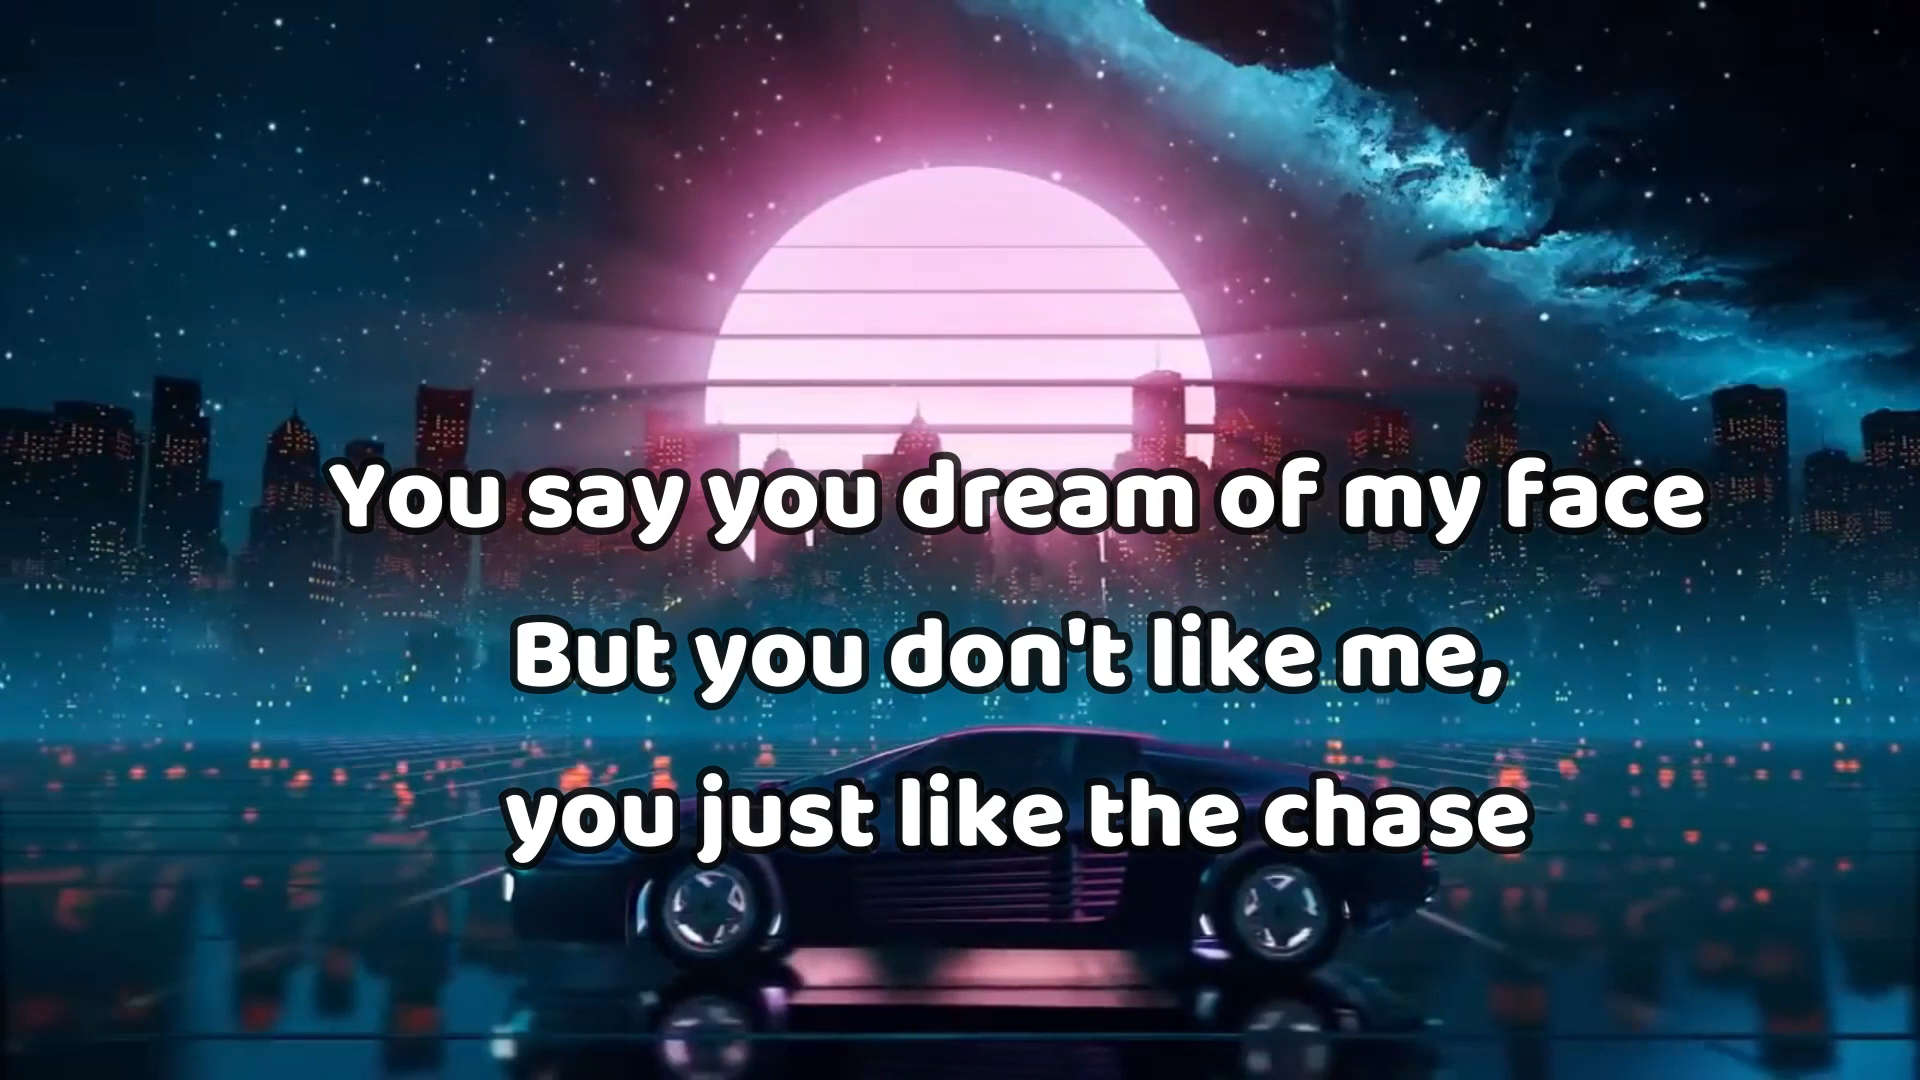 You say you dream of my face
But you don't like me,
you just like the chase